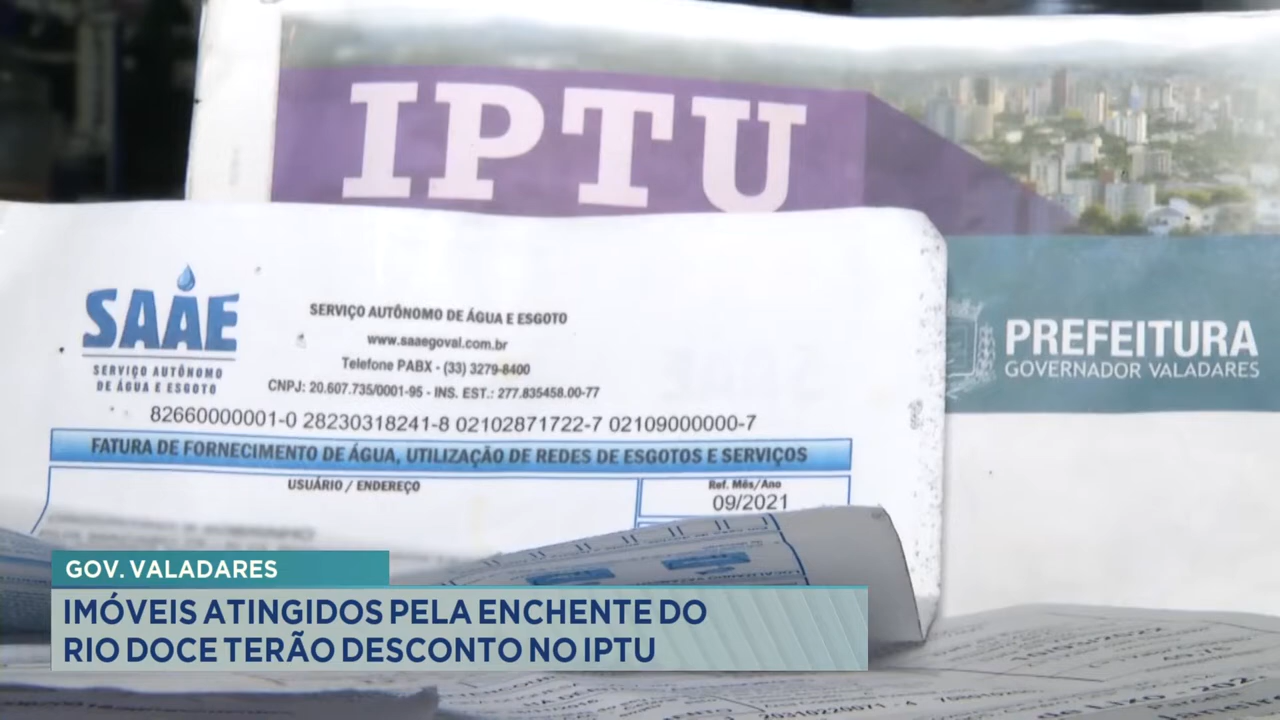 IPTU
SAAE
SERVIÇO AUTÔNOMO
DE ÁGUA E ESGOTO
SERVIÇO AUTÔNOMO DE ÁGUA E ESGOTO
www.saaegoval.com.br
Telefone PABX - (33) 3279-8400
CNPJ: 20.607.735/0001-95 - INS. EST.: 277.835458.00-77
82660000001-0 28230318241-8 02102871722-7 02109000000-7
FATURA DE FORNECIMENTO DE ÁGUA, UTILIZAÇÃO DE REDES DE ESGOTOS E SERVIÇOS
USUÁRIO / ENDEREÇO
Ref. Mês/Ano
09/2021
PREFEITURA
GOVERNADOR VALADARES
GOV. VALADARES
IMÓVEIS ATINGIDOS PELA ENCHENTE DO
RIO DOCE TERÃO DESCONTO NO IPTU